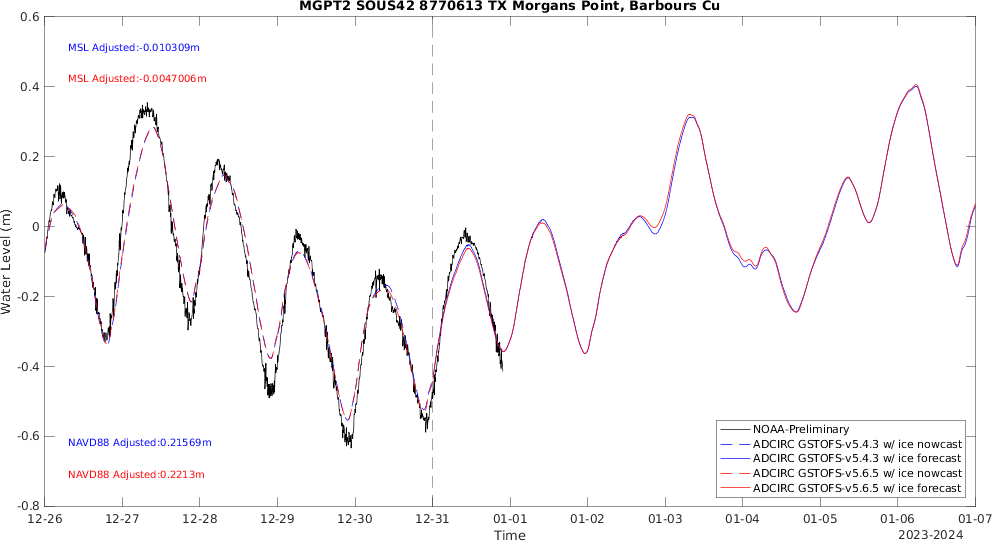 MGPT2 SOUS42 8770613 TX Morgans Point, Barbours Cu
0.6
MSL Adjusted:-0.010309m
MSL Adjusted:-0.0047006m
0.4
0.2
0
-0.2
-0.4
-0.6
-0.8
Water Level (m)
NAVD88 Adjusted:0.21569m
NAVD88 Adjusted:0.2213m
NOAA-Preliminary
ADCIRC GSTOFS-v5.4.3 w/ ice nowcast
ADCIRC GSTOFS-v5.4.3 w/ ice forecast
ADCIRC GSTOFS-v5.6.5 w/ ice nowcast
ADCIRC GSTOFS-v5.6.5 w/ ice forecast
12-26 12-27 12-28 12-29 12-30 12-31 01-01 01-02 01-03 01-04 01-05 01-06 01-07
Time
2023-2024